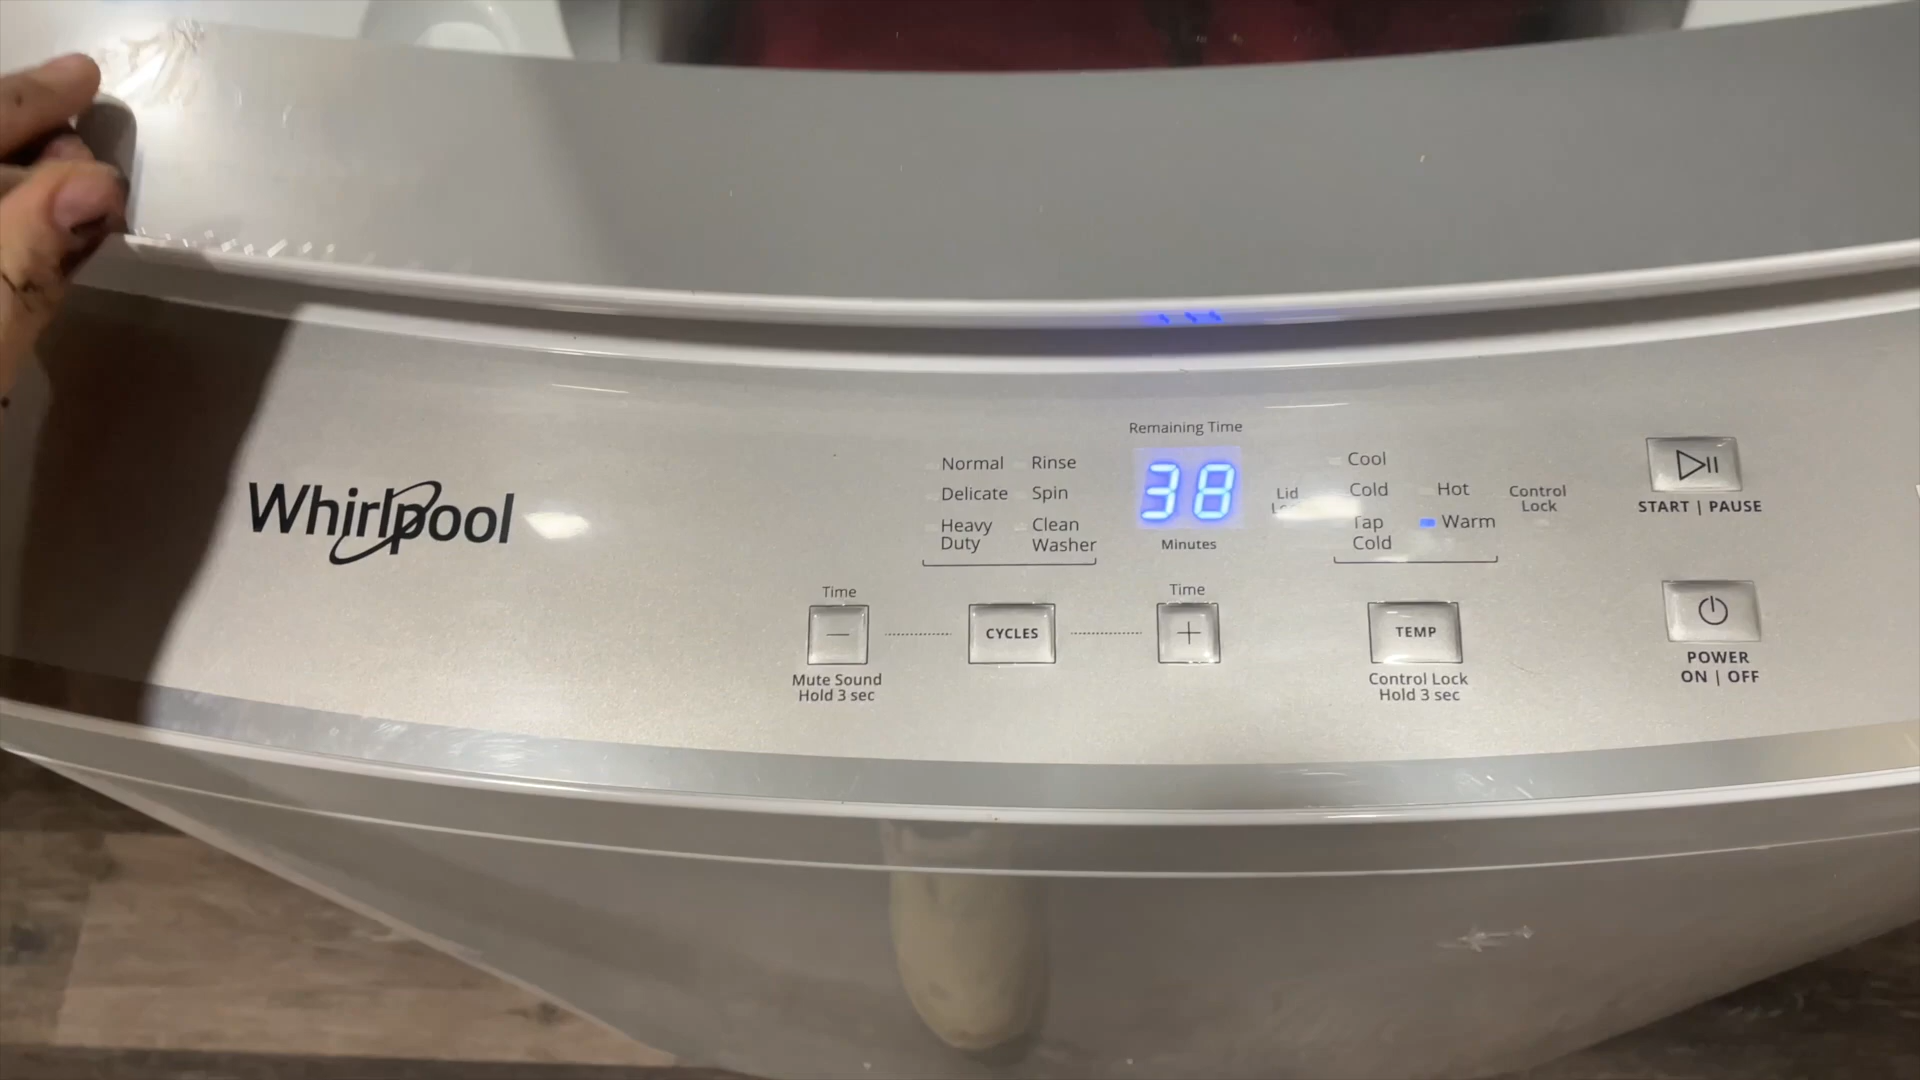 Whirlpool
Normal
Delicate
Heavy
Duty
Rinse
Spin
Clean
Washer
Remaining Time
38
Minutes
Lid
Cool
Cold
Tap
Cold
Hot
Warm
Control
Lock
START | PAUSE
Time
CYCLES
Time
TEMP
Mute Sound
Hold 3 sec
Control Lock
Hold 3 sec
POWER
ON | OFF